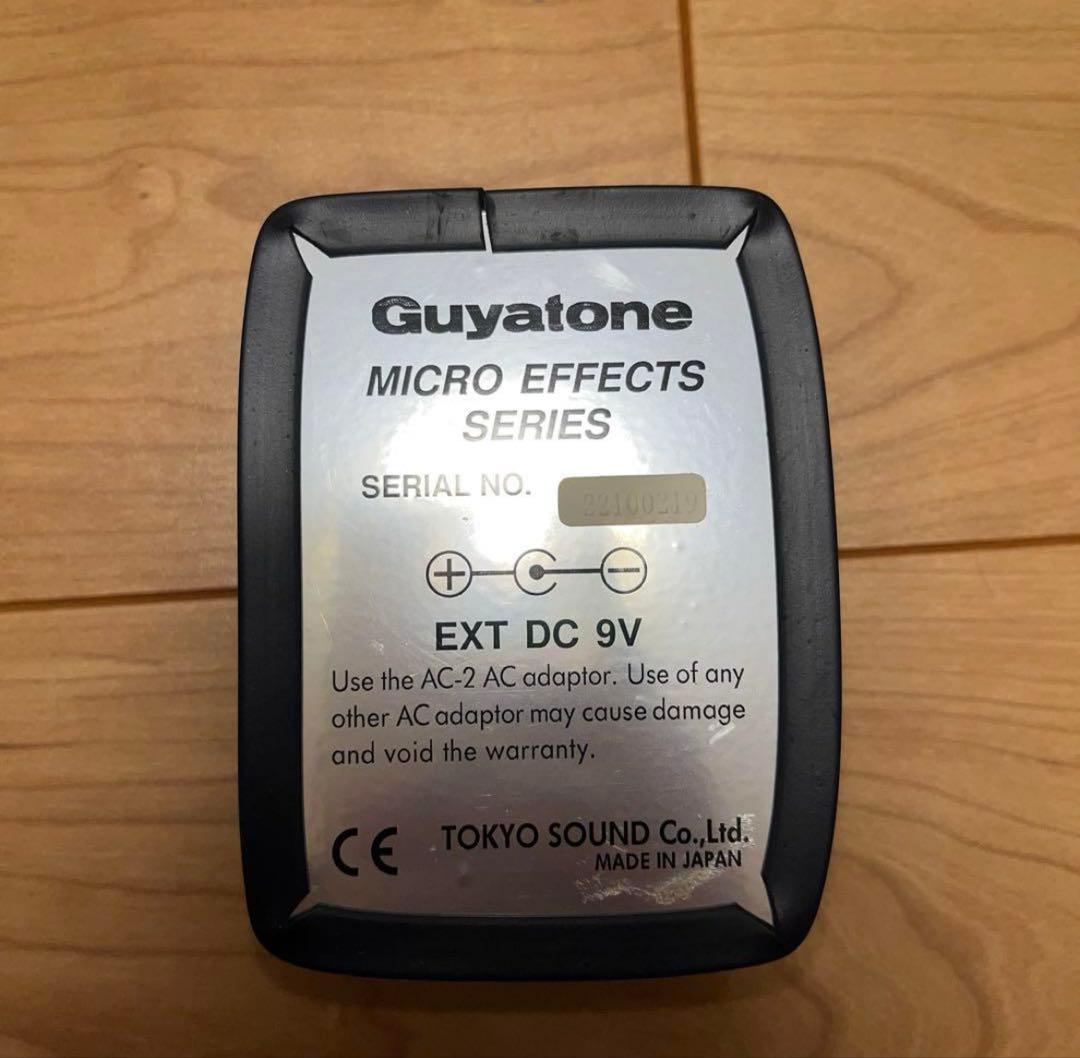 Guyatone
MICRO EFFECTS
SERIES
SERIAL NO. 22100219
EXT DC 9V
Use the AC-2 AC adaptor. Use of any
other AC adaptor may cause damage
and void the warranty.
CE TOKYO SOUND Co.,Ltd.
MADE IN JAPAN